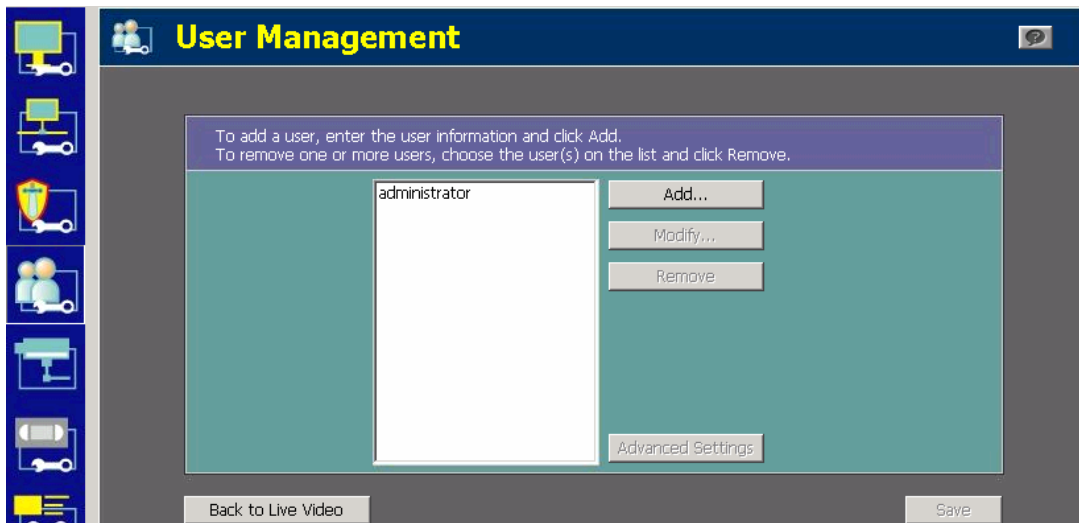 User Management
To add a user, enter the user information and click Add.
To remove one or more users, choose the user(s) on the list and click Remove.
administrator
Add...
Modify...
Remove
Advanced Settings
Back to Live Video
Save